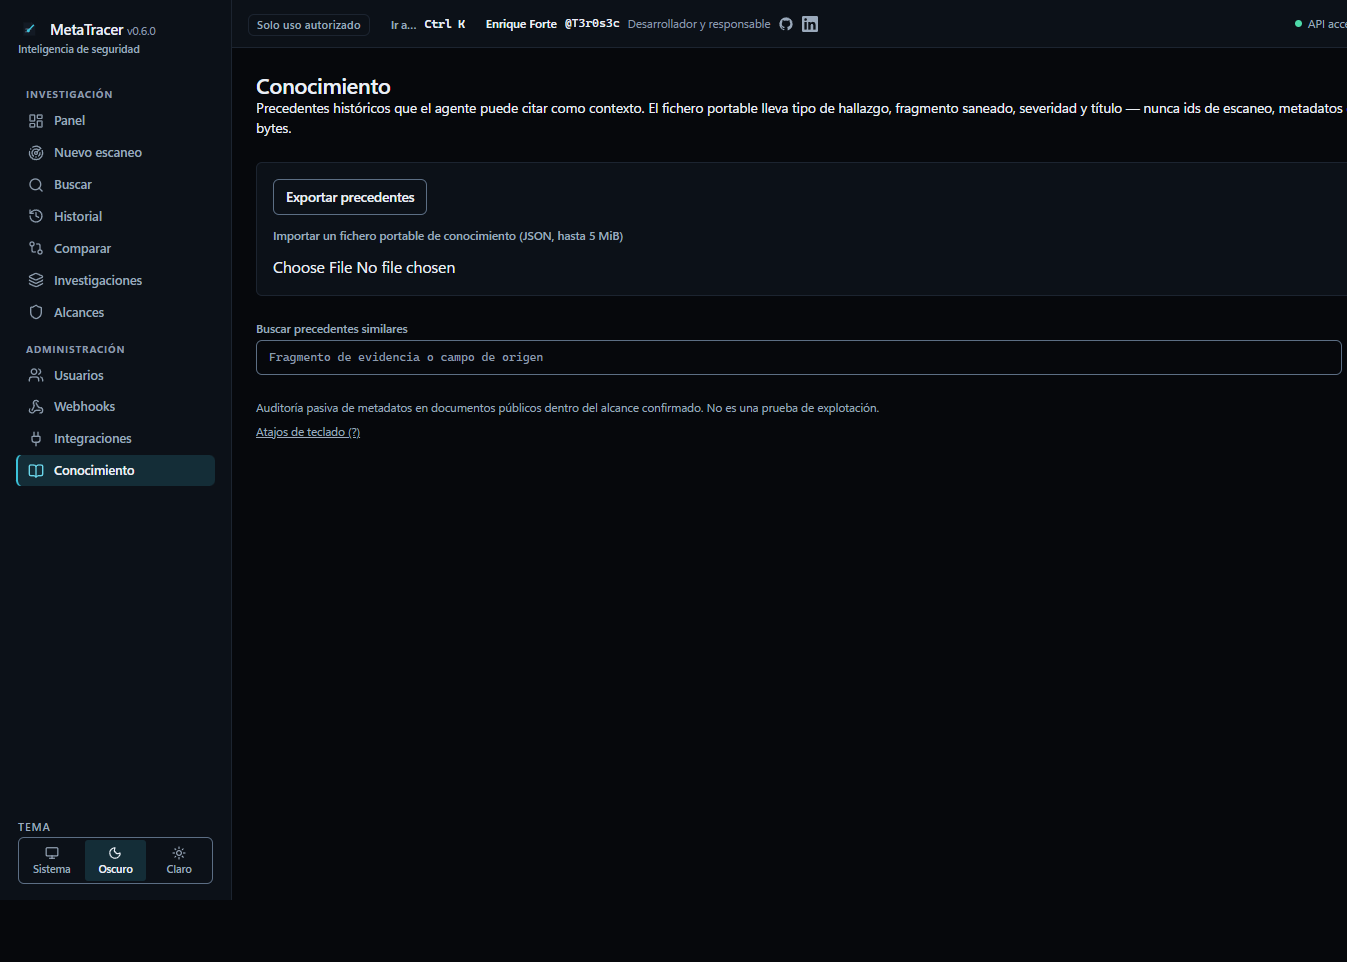 MetaTracer v0.6.0
Inteligencia de seguridad
INVESTIGACIÓN
Panel
Nuevo escaneo
Buscar
Historial
Comparar
Investigaciones
Alcances
ADMINISTRACIÓN
Usuarios
Webhooks
Integraciones
Conocimiento
TEMA
Sistema
Oscuro
Claro
Solo uso autorizado
Ir a... Ctrl K
Enrique Forte @T3r0s3c Desarrollador y responsable
API acce
Conocimiento
Precedentes históricos que el agente puede citar como contexto. El fichero portable lleva tipo de hallazgo, fragmento saneado, severidad y título — nunca ids de escaneo, metadatos
bytes.
Exportar precedentes
Importar un fichero portable de conocimiento (JSON, hasta 5 MiB)
Choose File No file chosen
Buscar precedentes similares
Fragmento de evidencia o campo de origen
Auditoría pasiva de metadatos en documentos públicos dentro del alcance confirmado. No es una prueba de explotación.
Atajos de teclado (?)